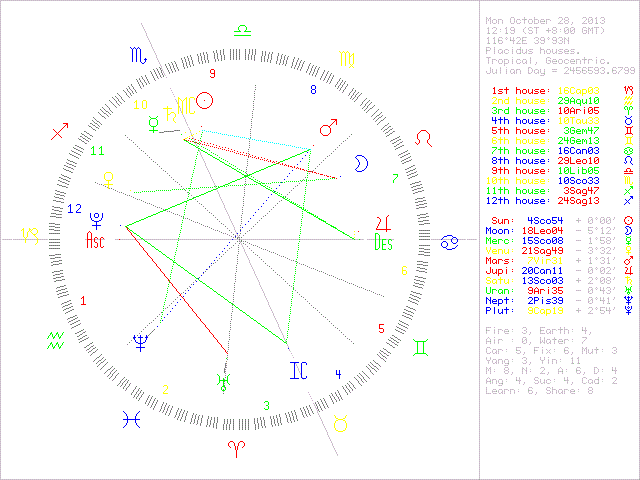 Mon October 28, 2013
12:19 (ST +8:00 GMT)
116°42E 39°93N
Placidus houses.
Tropical, Geocentric.
Julian Day = 2456593.6799
1st house: 16Cap03
2nd house: 29Aqu10
3rd house: 10Ari05
4th house: 10Tau33
5th house: 3Gem47
6th house: 24Gem13
7th house: 16Can03
8th house: 29Leo10
9th house: 10Lib05
10th house: 10Sco33
11th house: 3Sag47
12th house: 24Sag13
Sun: 4Sco54 + 0°00'
Moon: 18Leo04 - 5°12'
Merc: 15Sco08 - 1°58'
Venu: 21Sag49 - 3°32'
Mars: 7Vir31 + 1°31'
Jupi: 20Can11 - 0°02'
Satu: 13Sco03 + 2°08'
Uran: 9Ari35 - 0°43'
Nept: 2Pis39 - 0°41'
Plut: 9Cap19 + 2°54'
Fire: 3, Earth: 4,
Air : 0, Water: 7
Car: 5, Fix: 6, Mut: 3
Yang: 3, Yin: 11
M: 8, N: 2, A: 6, D: 4
Ang: 4, Suc: 4, Cad: 2
Learn: 6, Share: 8
9
8
10
MC
11
7
12
Asc
Des
6
1
5
IC
4
2
3